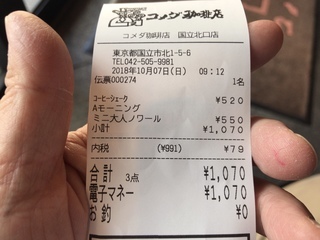 コメダ珈琲店
コメダ珈琲店 国立北口店
東京都国立市北1-5-6
TEL042-505-9981
2018年10月07日(日) 09:12
伝票000274 1名
コーヒーシェーク ¥520
Aモーニング
ミニ大人ノワール ¥550
小計 ¥1,070
内税 (¥991) ¥79
合計 3点 ¥1,070
電子マネー ¥1,070
お釣 ¥0